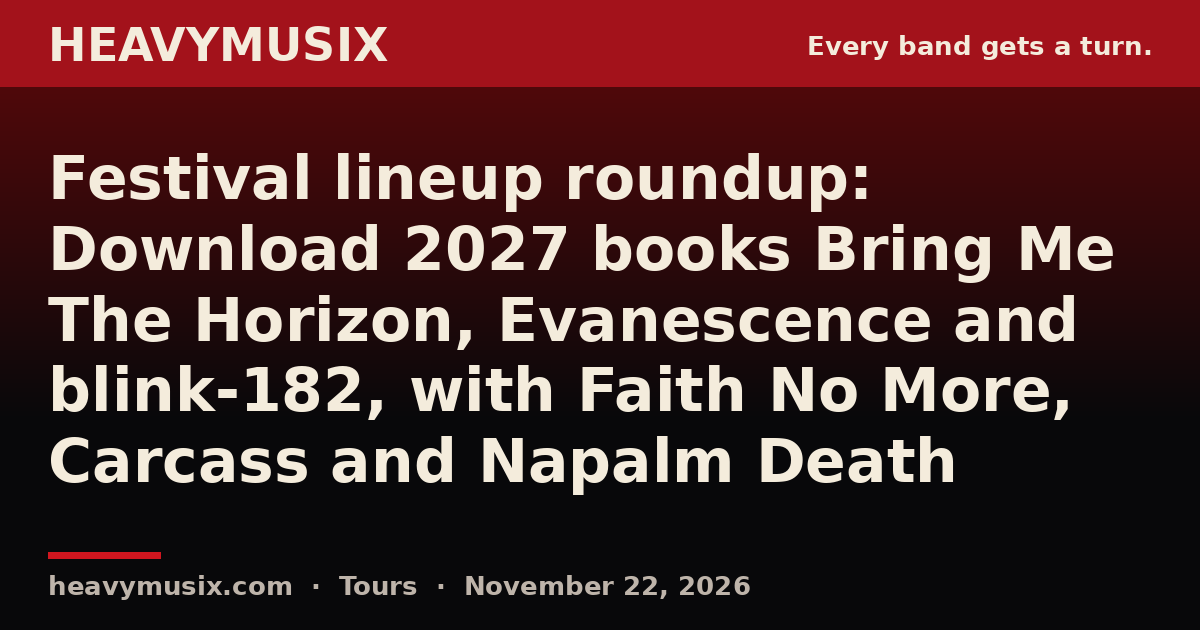 HEAVYMUSIX
Every band gets a turn.
Festival lineup roundup:
Download 2027 books Bring Me
The Horizon, Evanescence and
blink-182, with Faith No More,
Carcass and Napalm Death
heavymusix.com · Tours · November 22, 2026